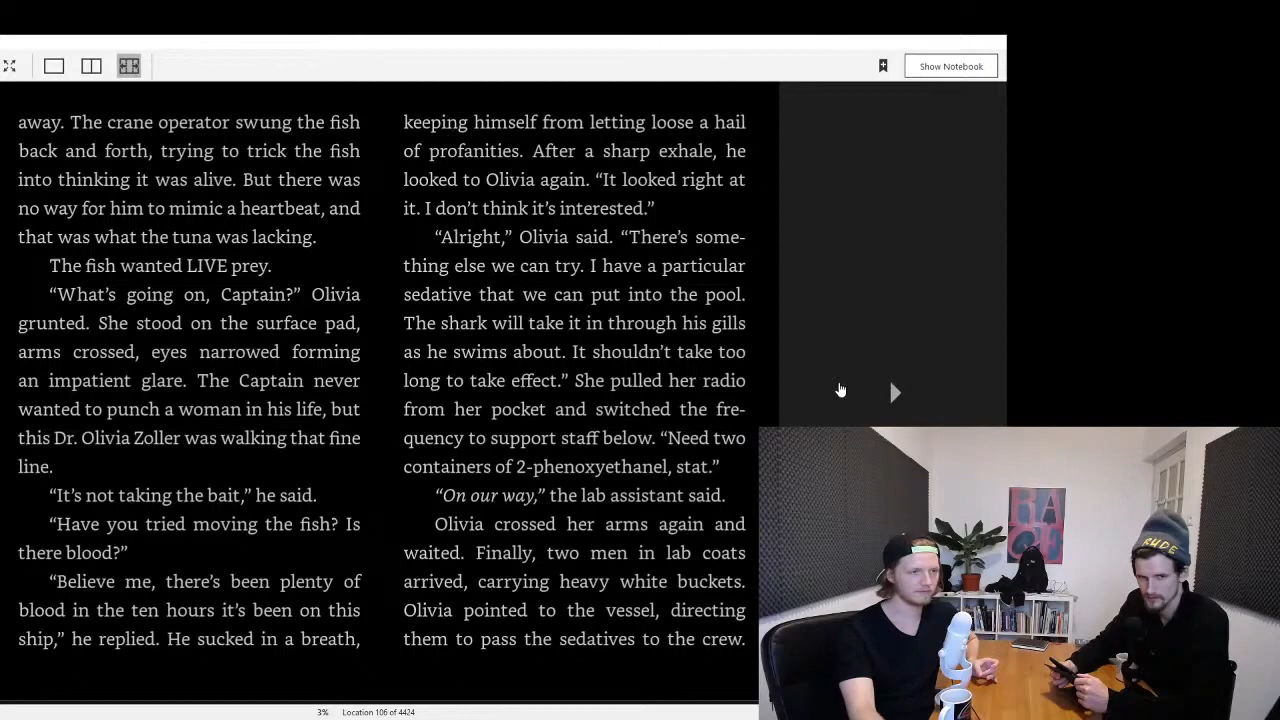 Show Notebook
away. The crane operator swung the fish
back and forth, trying to trick the fish
into thinking it was alive. But there was
no way for him to mimic a heartbeat, and
that was what the tuna was lacking.
The fish wanted LIVE prey.
“What’s going on, Captain?” Olivia
grunted. She stood on the surface pad,
arms crossed, eyes narrowed forming
an impatient glare. The Captain never
wanted to punch a woman in his life, but
this Dr. Olivia Zoller was walking that fine
line.
“It’s not taking the bait,” he said.
“Have you tried moving the fish? Is
there blood?”
“Believe me, there’s been plenty of
blood in the ten hours it’s been on this
ship,” he replied. He sucked in a breath,
keeping himself from letting loose a hail
of profanities. After a sharp exhale, he
looked to Olivia again. “It looked right at
it. I don’t think it’s interested.”
“Alright,” Olivia said. “There’s some-
thing else we can try. I have a particular
sedative that we can put into the pool.
The shark will take it in through his gills
as he swims about. It shouldn’t take too
long to take effect.” She pulled her radio
from her pocket and switched the fre-
quency to support staff below. “Need two
containers of 2-phenoxyethanel, stat.”
“On our way,” the lab assistant said.
Olivia crossed her arms again and
waited. Finally, two men in lab coats
arrived, carrying heavy white buckets.
Olivia pointed to the vessel, directing
them to pass the sedatives to the crew.
3% Location 106 of 4424
RA
GE
RUDE